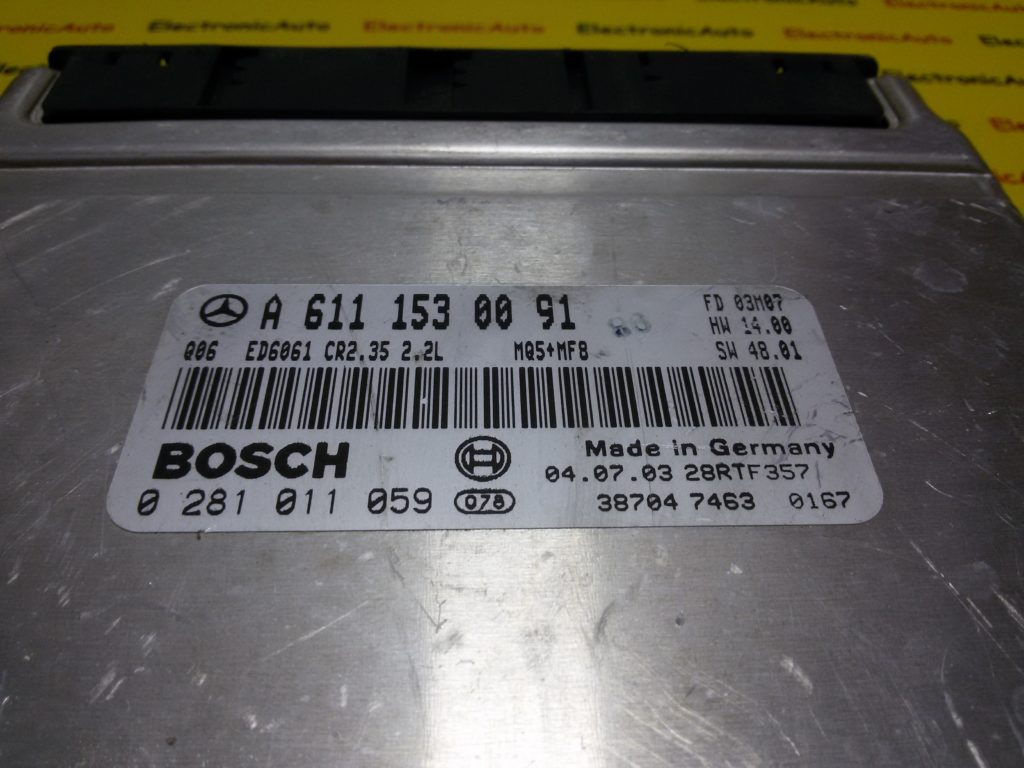 ElectronicAuto ElectronicAuto ElectronicAuto
ElectronicAuto ElectronicAuto ElectronicAuto
A 611 153 00 91
FD 03M07
HW 14.00
Q06 ED6061 CR2.35 2.2L MQ5+MF8 SW 48.01
BOSCH
Made in Germany
04.07.03 28RTF357
0 281 011 059 078
38704 7463 0167